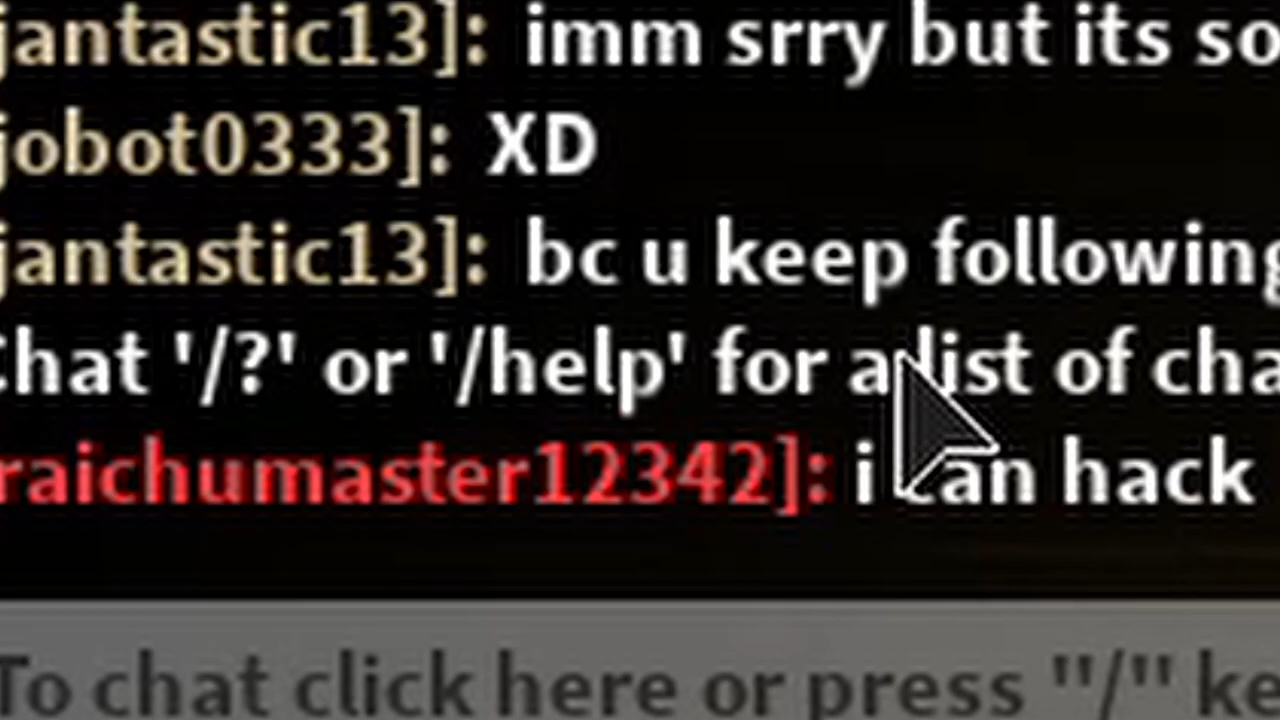 jantastic13]: imm srry but its so
jobot0333]: XD
jantastic13]: bc u keep following
Chat '/?' or '/help' for a list of cha
raichumaster12342]: i can hack
To chat click here or press "/" ke